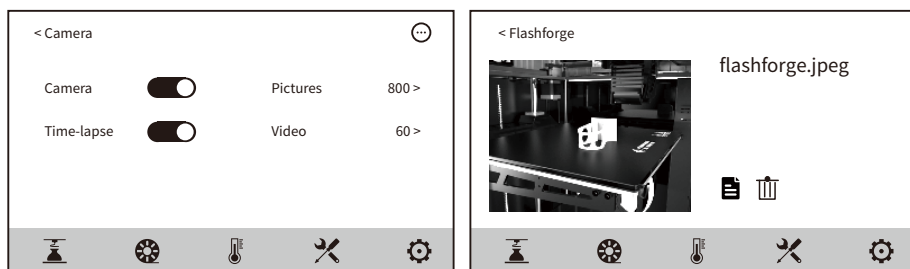 < Camera
Camera
Pictures
800 >
Time-lapse
Video
60 >
< Flashforge
flashforge.jpeg